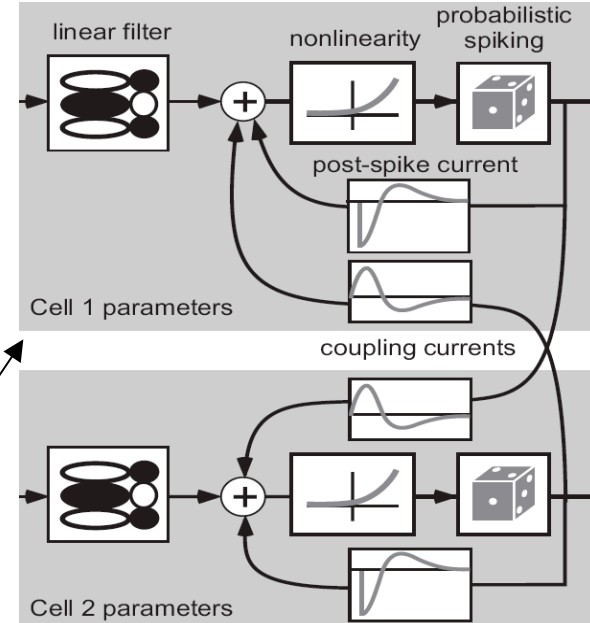 linear filter
nonlinearity
probabilistic
spiking
+
post-spike current
Cell 1 parameters
coupling currents
+
Cell 2 parameters